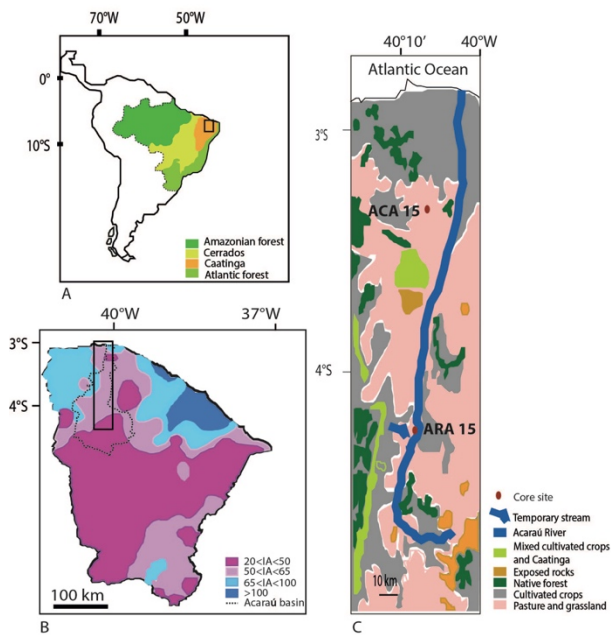 70°W
50°W
0°
10°S
Amazonian forest
Cerrados
Caatinga
Atlantic forest
A
40°W
37°W
3°S
4°S
20<IA<50
50<IA<65
65<IA<100
>100
Acaraú basin
100 km
B
40°10'
40°W
Atlantic Ocean
3°S
ACA 15
4°S
ARA 15
10 km
Core site
Temporary stream
Acaraú River
Mixed cultivated crops
and Caatinga
Exposed rocks
Native forest
Cultivated crops
Pasture and grassland
C